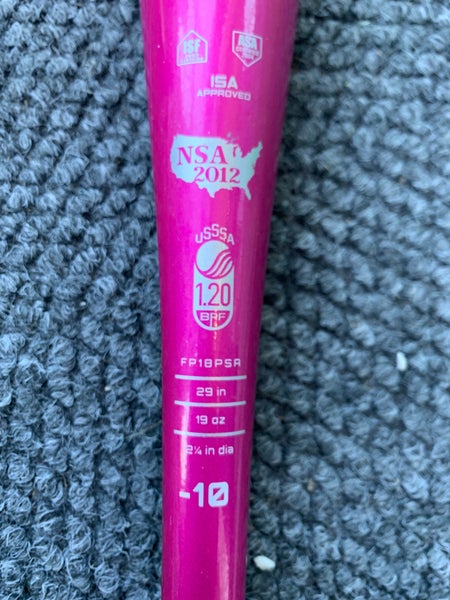 ISF
ASA
ISA
APPROVED
NSA
2012
USSSA
1.20
BPF
FP18PSA
29 in
19 oz
2¼ in dia
-10